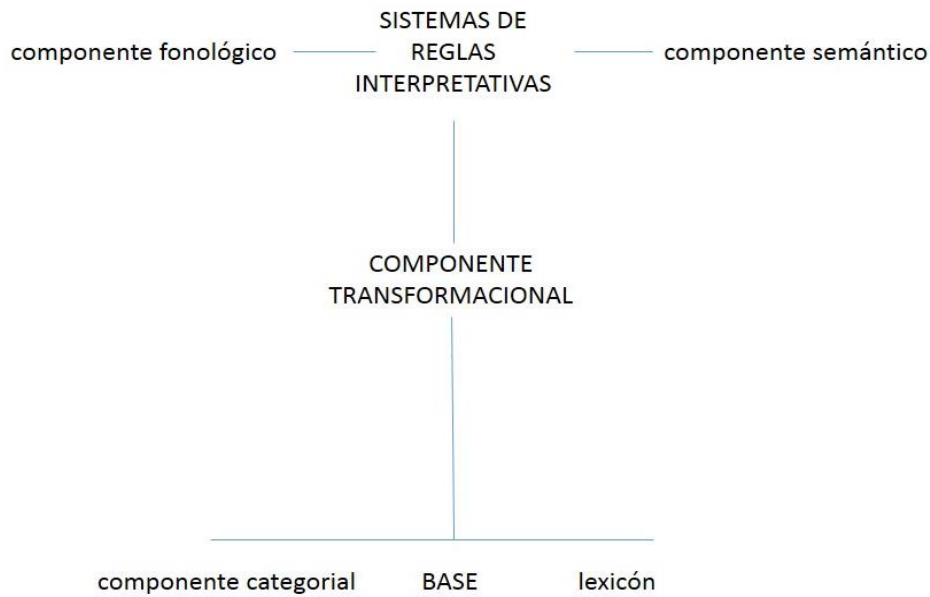 SISTEMAS DE
componente fonológico REGLAS componente semántico
INTERPRETATIVAS
COMPONENTE
TRANSFORMACIONAL
componente categorial BASE lexicón